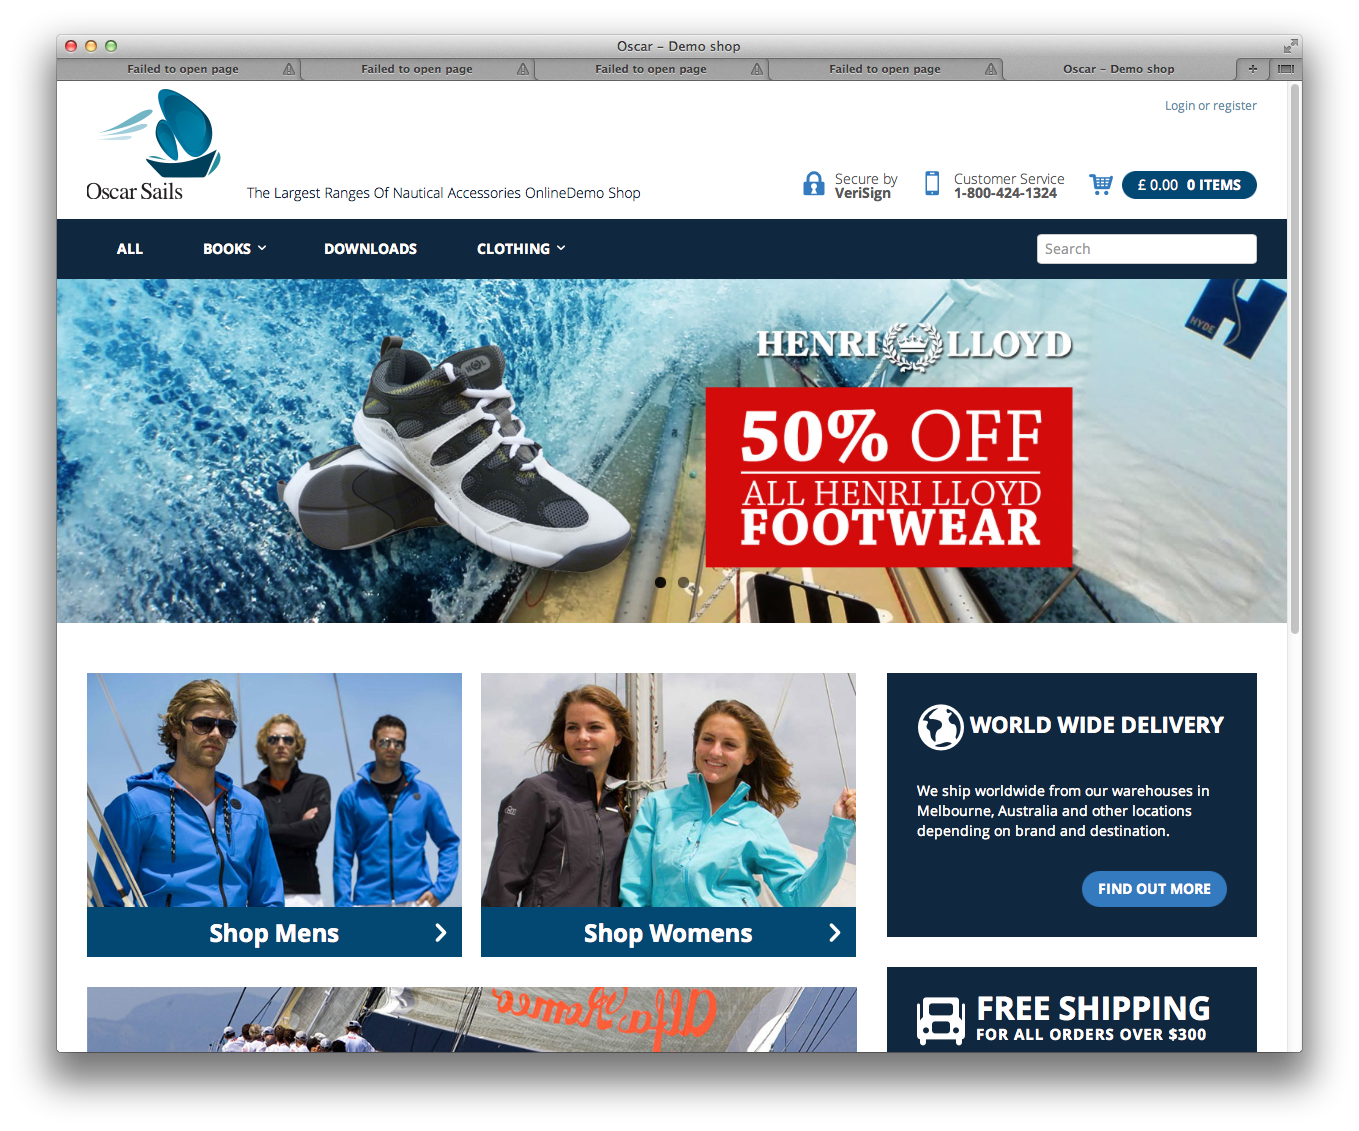 Oscar – Demo shop
Failed to open page
Failed to open page
Failed to open page
Failed to open page
Oscar – Demo shop
Login or register
Oscar Sails
The Largest Ranges Of Nautical Accessories OnlineDemo Shop
Secure by
VeriSign
Customer Service
1-800-424-1324
£ 0.00 0 ITEMS
ALL
BOOKS
DOWNLOADS
CLOTHING
Search
HYDE
HENRI LLOYD
50% OFF
ALL HENRI LLOYD
FOOTWEAR
Shop Mens
Shop Womens
WORLD WIDE DELIVERY
We ship worldwide from our warehouses in
Melbourne, Australia and other locations
depending on brand and destination.
FIND OUT MORE
Alfa Romeo
FREE SHIPPING
FOR ALL ORDERS OVER $300